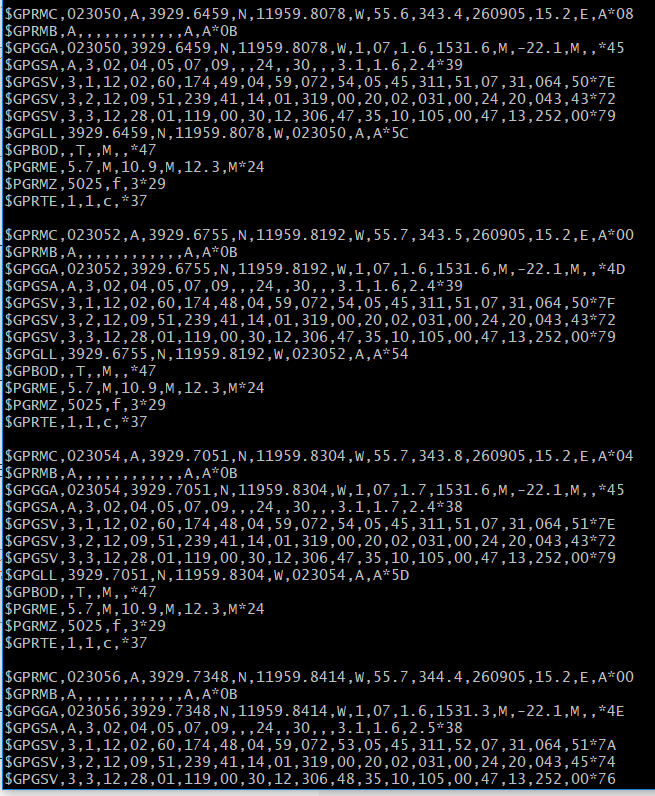 $GPRMC,023050,A,3929.6459,N,11959.8078,W,55.6,343.4,260905,15.2,E,A*08
$GPRMB,A,,,,,,,,,,,,A,A*0B
$GPGGA,023050,3929.6459,N,11959.8078,W,1,07,1.6,1531.6,M,-22.1,M,,*45
$GPGSA,A,3,02,04,05,07,09,,,24,,30,,,3.1,1.6,2.4*39
$GPGSV,3,1,12,02,60,174,49,04,59,072,54,05,45,311,51,07,31,064,50*7E
$GPGSV,3,2,12,09,51,239,41,14,01,319,00,20,02,031,00,24,20,043,43*72
$GPGSV,3,3,12,28,01,119,00,30,12,306,47,35,10,105,00,47,13,252,00*79
$GPGLL,3929.6459,N,11959.8078,W,023050,A,A*5C
$GPBOD,,T,,M,,*47
$PGRME,5.7,M,10.9,M,12.3,M*24
$PGRMZ,5025,f,3*29
$GPRTE,1,1,c,*37

$GPRMC,023052,A,3929.6755,N,11959.8192,W,55.7,343.5,260905,15.2,E,A*00
$GPRMB,A,,,,,,,,,,,,A,A*0B
$GPGGA,023052,3929.6755,N,11959.8192,W,1,07,1.6,1531.6,M,-22.1,M,,*4D
$GPGSA,A,3,02,04,05,07,09,,,24,,30,,,3.1,1.6,2.4*39
$GPGSV,3,1,12,02,60,174,48,04,59,072,54,05,45,311,51,07,31,064,50*7F
$GPGSV,3,2,12,09,51,239,41,14,01,319,00,20,02,031,00,24,20,043,43*72
$GPGSV,3,3,12,28,01,119,00,30,12,306,47,35,10,105,00,47,13,252,00*79
$GPGLL,3929.6755,N,11959.8192,W,023052,A,A*54
$GPBOD,,T,,M,,*47
$PGRME,5.7,M,10.9,M,12.3,M*24
$PGRMZ,5025,f,3*29
$GPRTE,1,1,c,*37

$GPRMC,023054,A,3929.7051,N,11959.8304,W,55.7,343.8,260905,15.2,E,A*04
$GPRMB,A,,,,,,,,,,,,A,A*0B
$GPGGA,023054,3929.7051,N,11959.8304,W,1,07,1.7,1531.6,M,-22.1,M,,*45
$GPGSA,A,3,02,04,05,07,09,,,24,,30,,,3.1,1.7,2.4*38
$GPGSV,3,1,12,02,60,174,48,04,59,072,54,05,45,311,51,07,31,064,51*7E
$GPGSV,3,2,12,09,51,239,41,14,01,319,00,20,02,031,00,24,20,043,43*72
$GPGSV,3,3,12,28,01,119,00,30,12,306,47,35,10,105,00,47,13,252,00*79
$GPGLL,3929.7051,N,11959.8304,W,023054,A,A*5D
$GPBOD,,T,,M,,*47
$PGRME,5.7,M,10.9,M,12.3,M*24
$PGRMZ,5025,f,3*29
$GPRTE,1,1,c,*37

$GPRMC,023056,A,3929.7348,N,11959.8414,W,55.7,344.4,260905,15.2,E,A*00
$GPRMB,A,,,,,,,,,,,,A,A*0B
$GPGGA,023056,3929.7348,N,11959.8414,W,1,07,1.6,1531.3,M,-22.1,M,,*4E
$GPGSA,A,3,02,04,05,07,09,,,24,,30,,,3.1,1.6,2.5*38
$GPGSV,3,1,12,02,60,174,48,04,59,072,53,05,45,311,52,07,31,064,51*7A
$GPGSV,3,2,12,09,51,239,41,14,01,319,00,20,02,031,00,24,20,043,45*74
$GPGSV,3,3,12,28,01,119,00,30,12,306,48,35,10,105,00,47,13,252,00*76